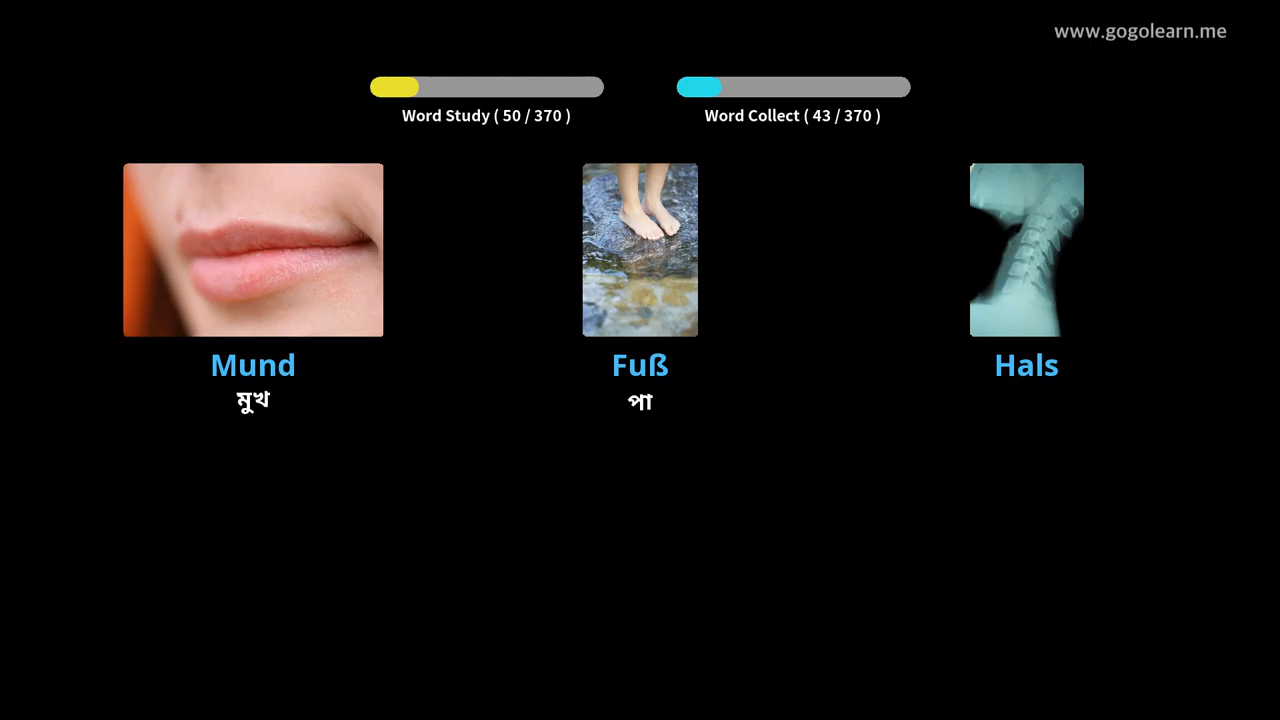 www.gogolearn.me
Word Study ( 50 / 370 )
Word Collect ( 43 / 370 )
Mund
মুখ
Fuß
পা
Hals